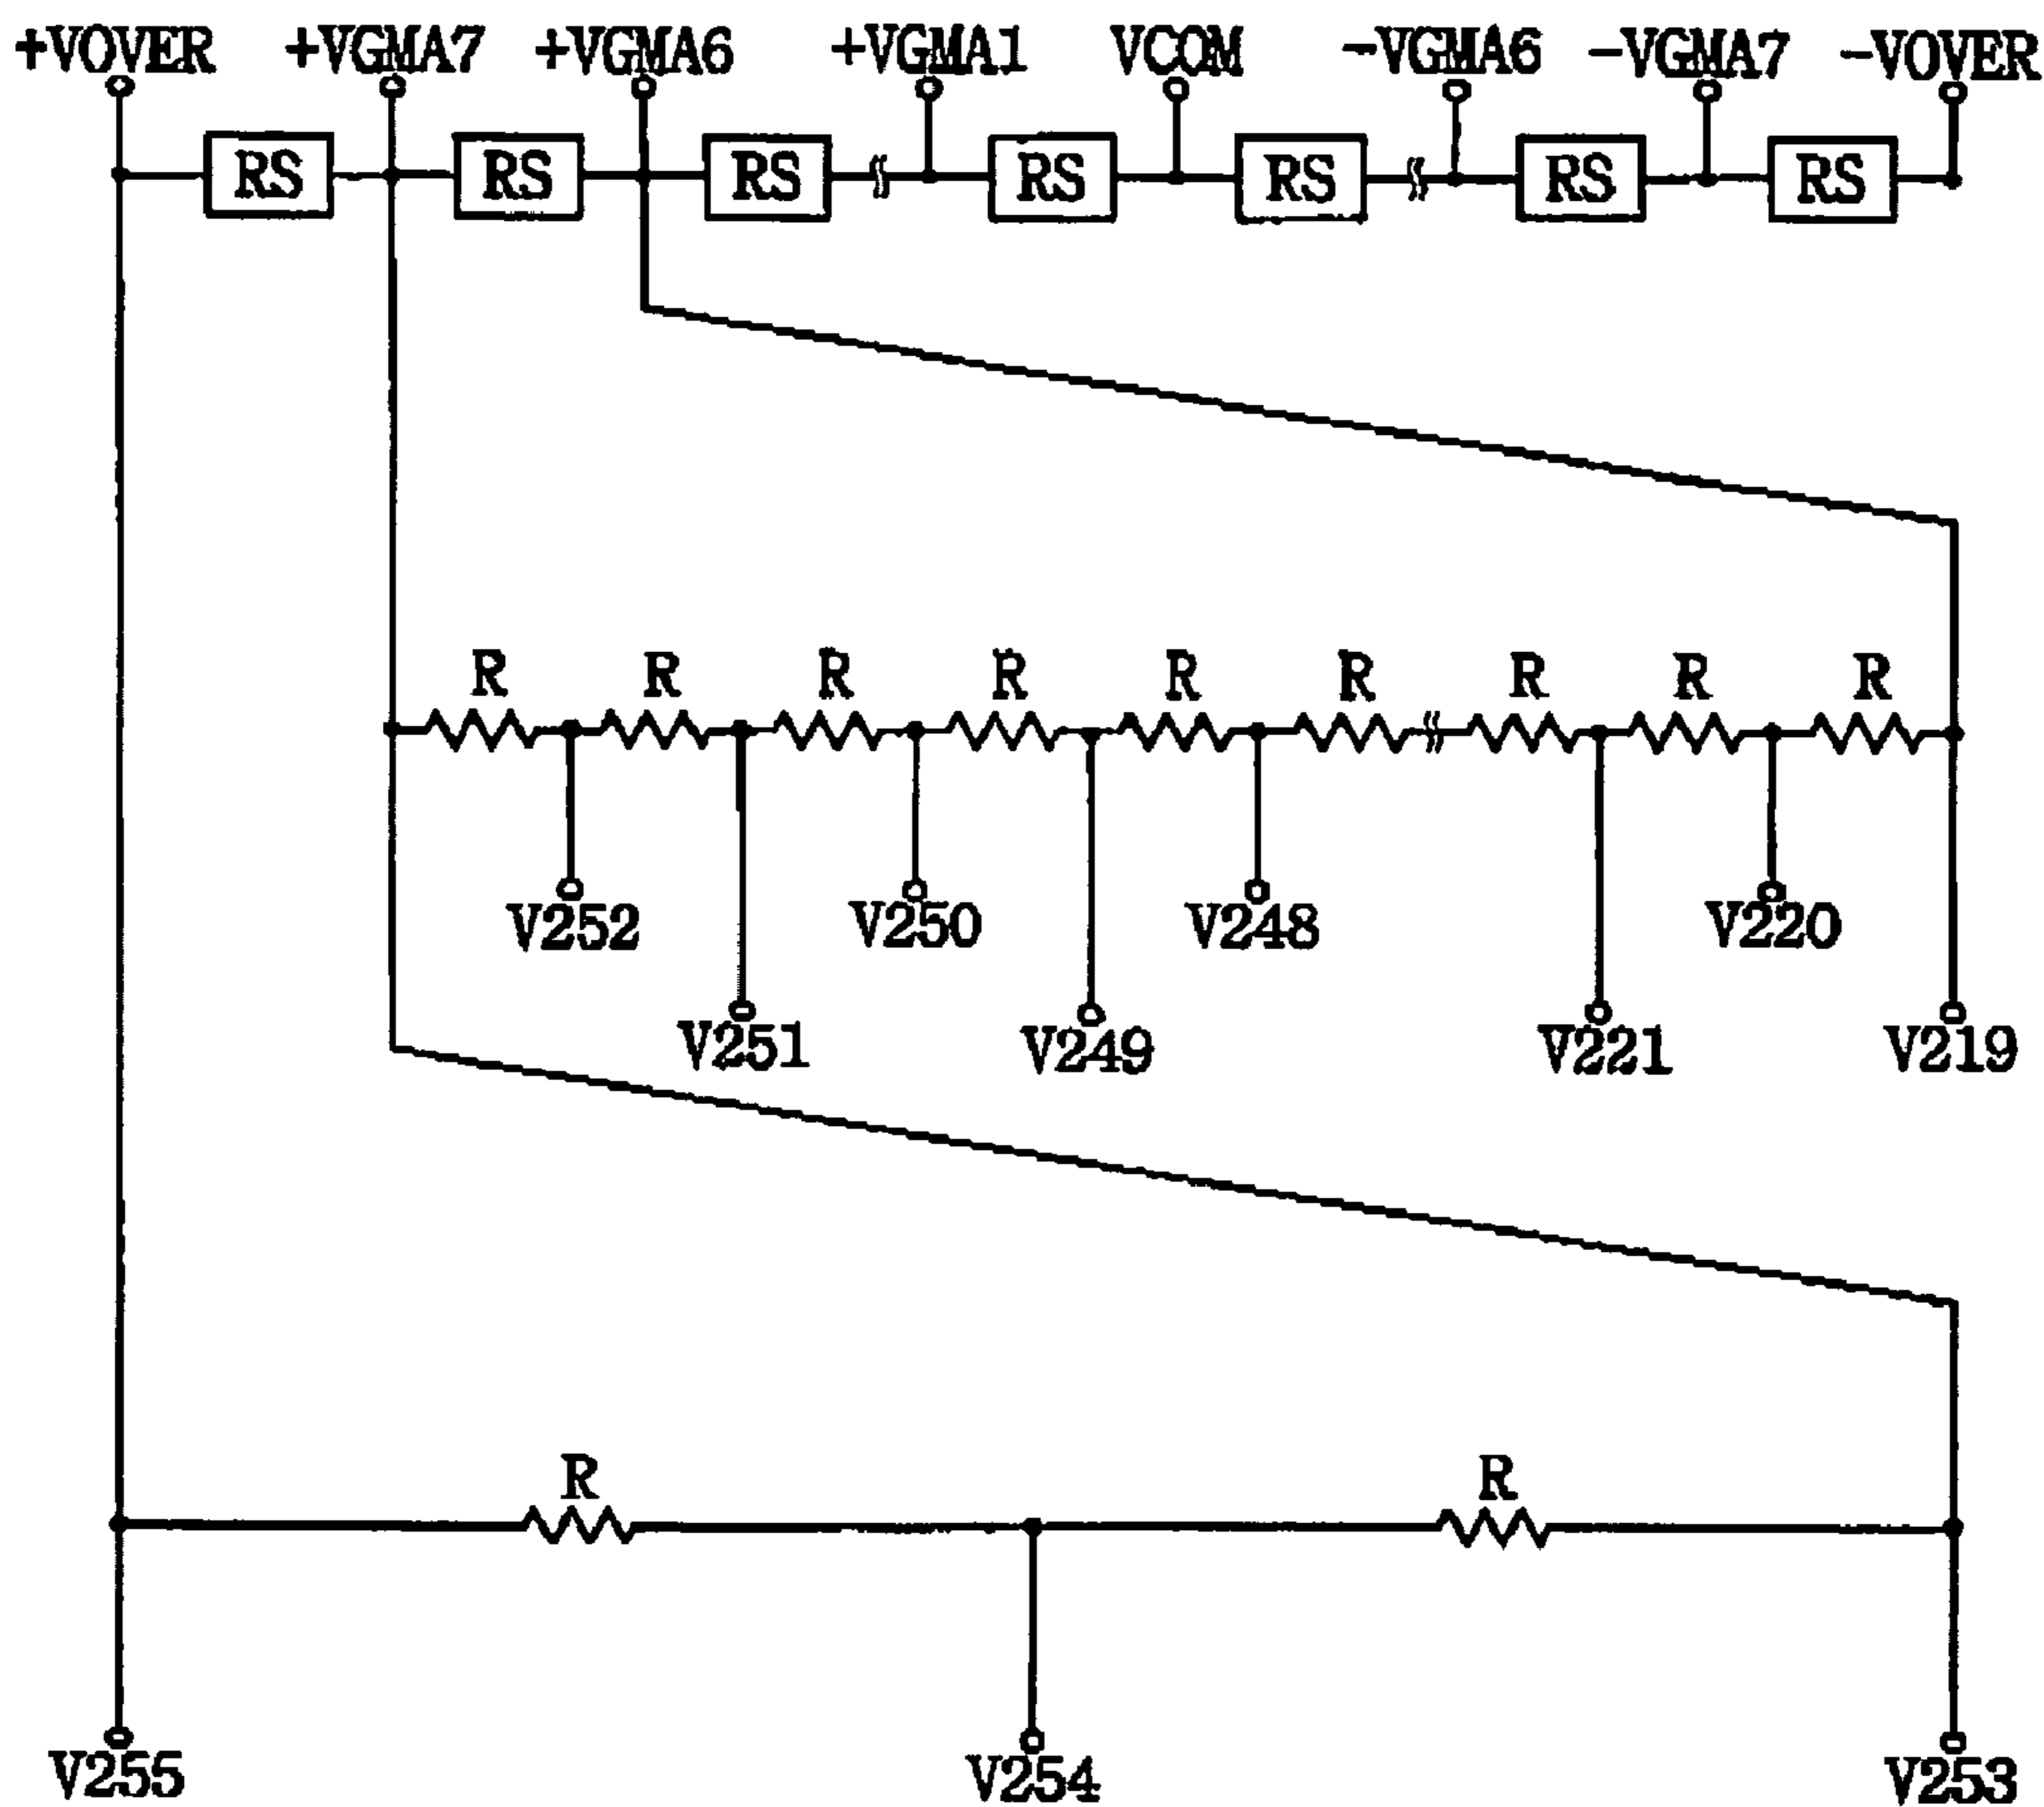 +VOVER +VGMA7 +VGMA6 +VGMA1 VCOM -VGMA6 -VGMA7 -VOVER
RS RS RS RS RS RS RS
R R R R R R R R R
V252 V250 V248 V220
V251 V249 V221 V219
R R
V255 V254 V253